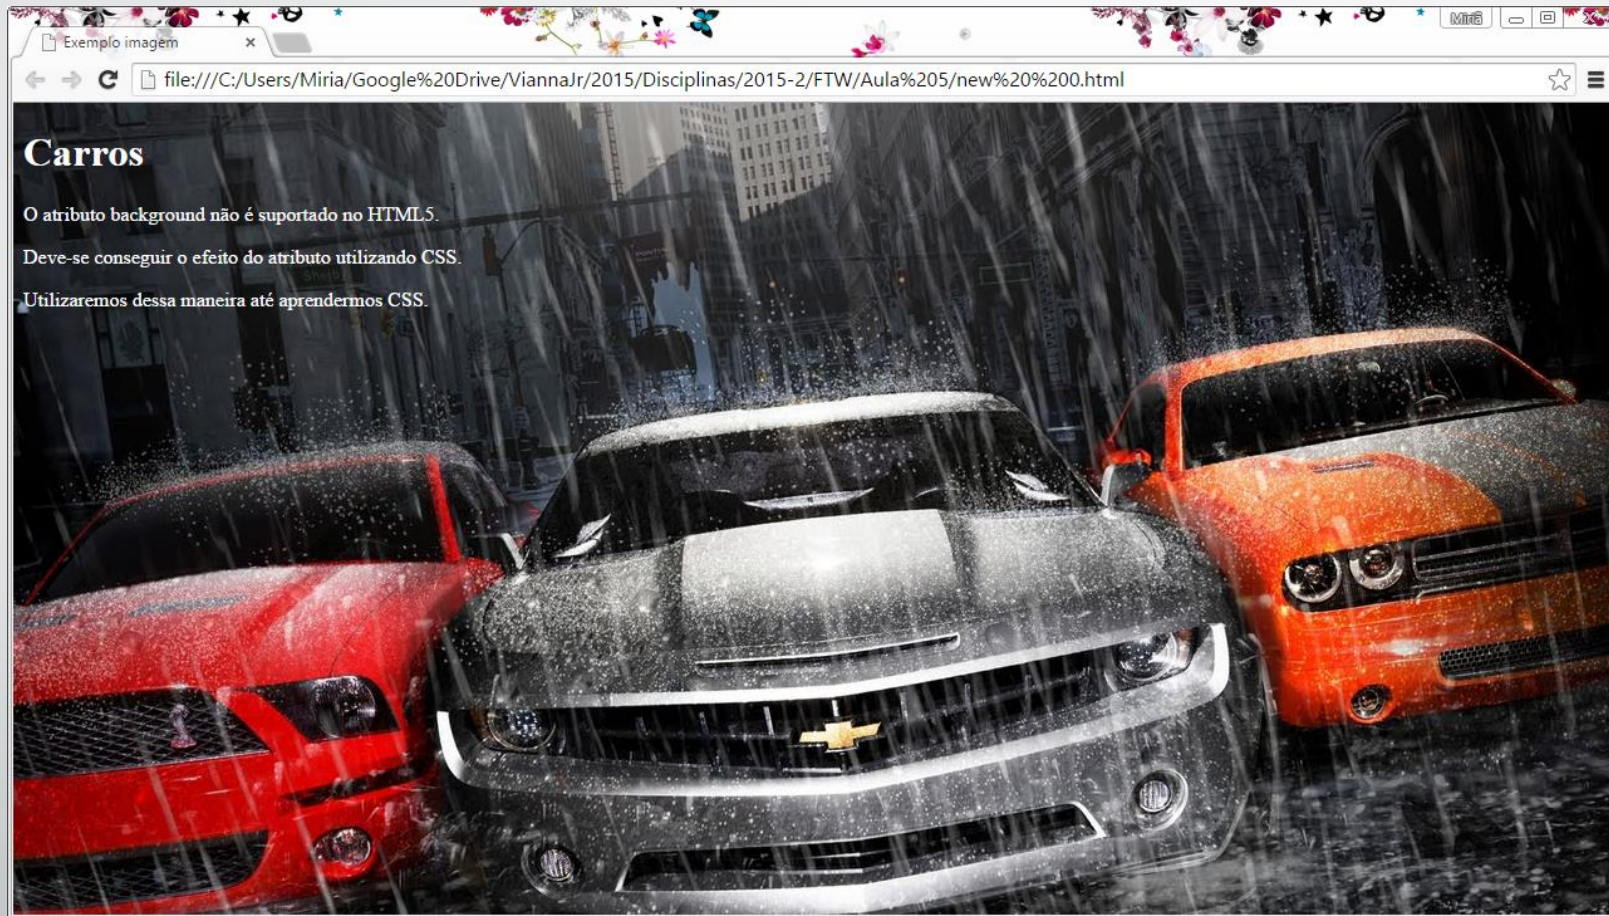 Miriã
Exemplo imagem
file:///C:/Users/Miria/Google%20Drive/ViannaJr/2015/Disciplinas/2015-2/FTW/Aula%205/new%20%200.html
Carros
O atributo background não é suportado no HTML5.
Deve-se conseguir o efeito do atributo utilizando CSS.
Utilizaremos dessa maneira até aprendermos CSS.